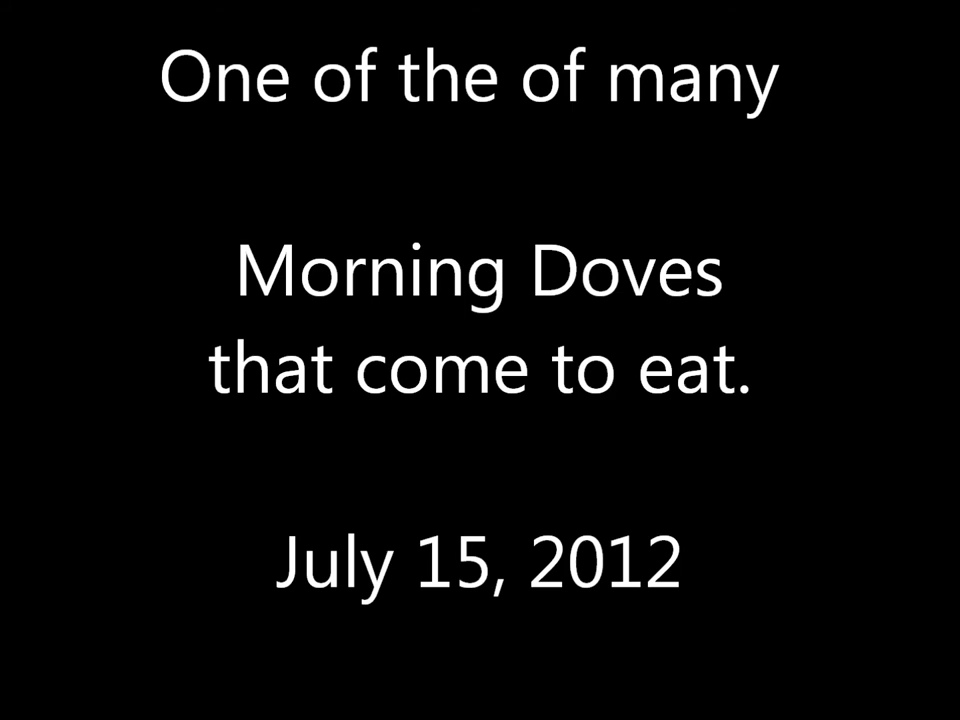 One of the of many
Morning Doves
that come to eat.
July 15, 2012